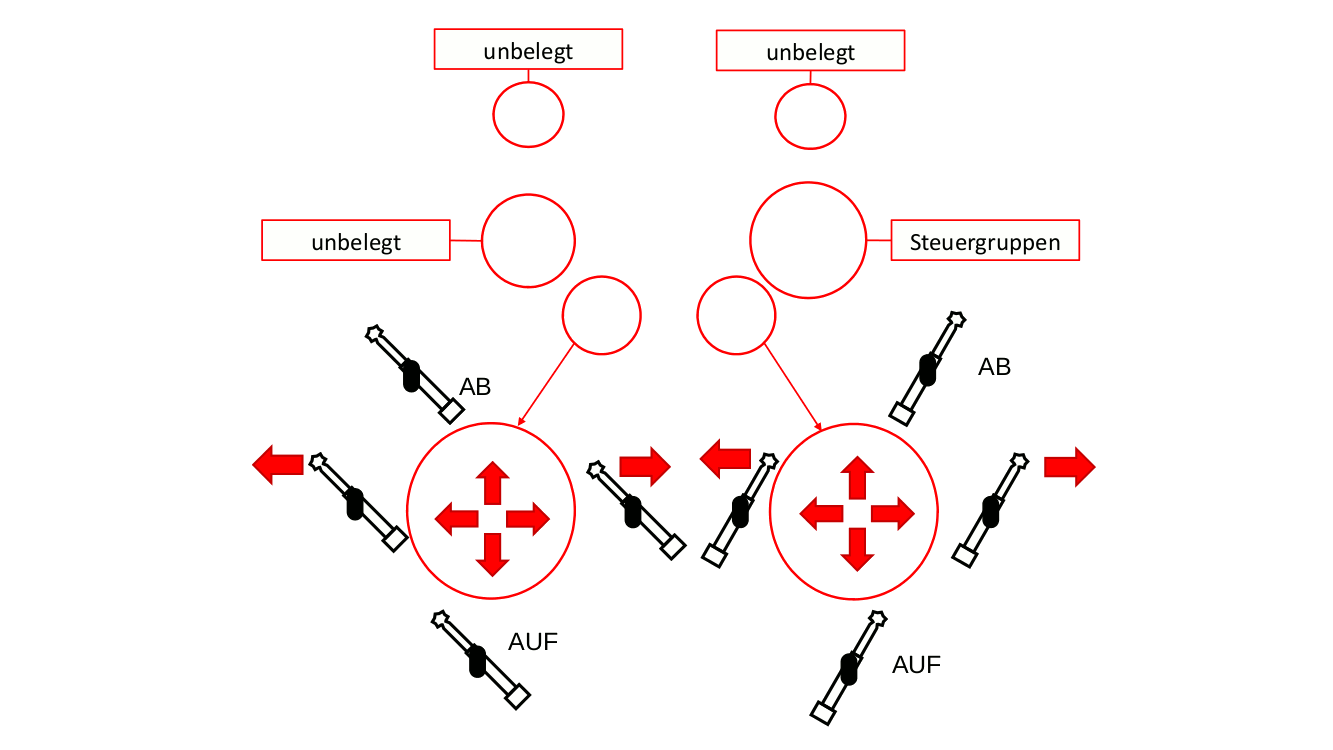 unbelegt
unbelegt
unbelegt
Steuergruppen
AB
AB
AUF
AUF